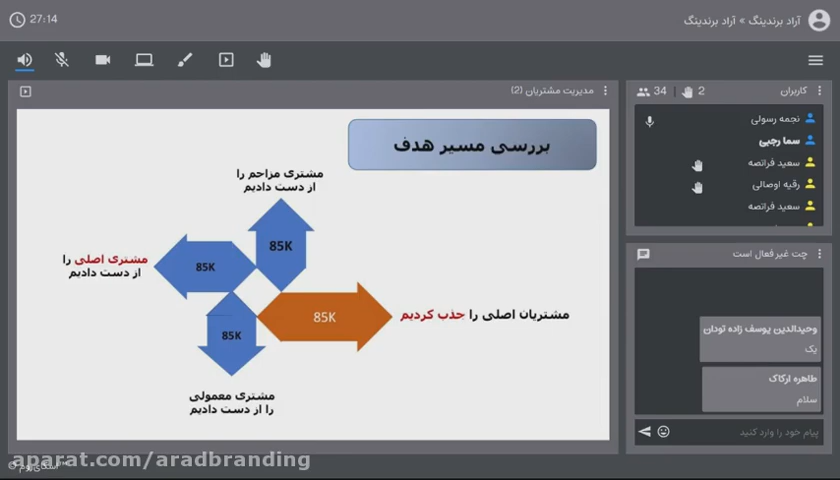 27:14
آراد برندینگ » آراد برندینگ
مدیریت مشتریان (2)
بررسی مسیر هدف
مشتری مزاحم را
از دست دادیم
85K
مشتری اصلی را
از دست دادیم
85K
85K
مشتریان اصلی را جذب کردیم
85K
مشتری معمولی
را از دست دادیم
کاربران
2 | 34
نجمه رسولی
سما رجبی
سعید فراتصه
رقیه اوصالی
سعید فراتصه
چت غیر فعال است
وحیدالدین یوسف زاده تودان
یک
طاهره ارکاک
سلام
پیام خود را وارد کنید
aparat.com/aradbranding